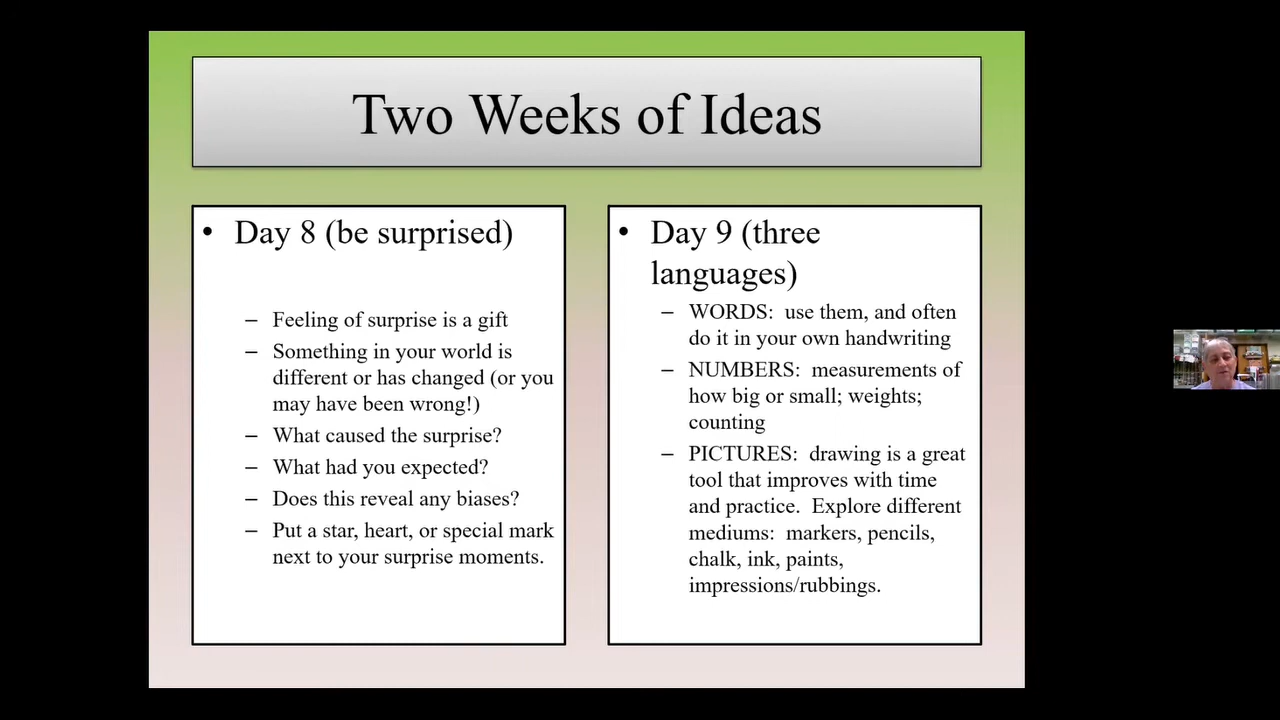 Two Weeks of Ideas
• Day 8 (be surprised)
– Feeling of surprise is a gift
– Something in your world is
different or has changed (or you
may have been wrong!)
– What caused the surprise?
– What had you expected?
– Does this reveal any biases?
– Put a star, heart, or special mark
next to your surprise moments.
• Day 9 (three
languages)
– WORDS:  use them, and often
do it in your own handwriting
– NUMBERS:  measurements of
how big or small; weights;
counting
– PICTURES:  drawing is a great
tool that improves with time
and practice.  Explore different
mediums:  markers, pencils,
chalk, ink, paints,
impressions/rubbings.